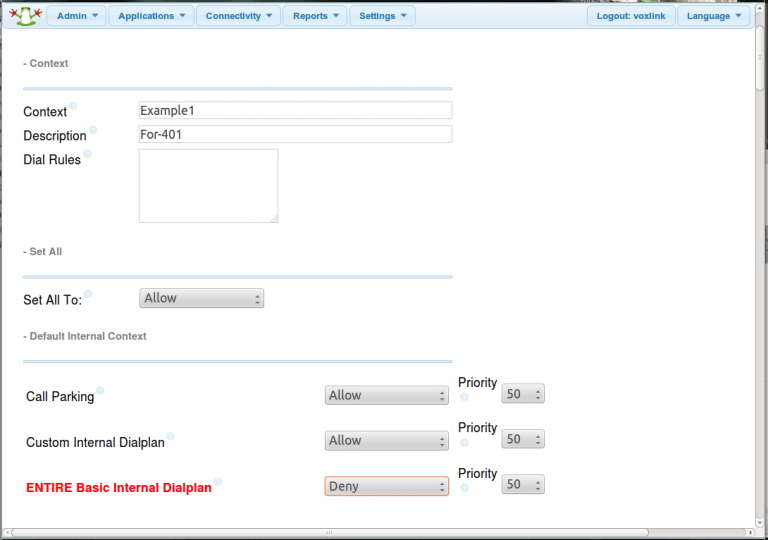 Admin Applications Connectivity Reports Settings Logout: voxlink Language
- Context
Context Example1
Description For-401
Dial Rules
- Set All
Set All To: Allow
- Default Internal Context
Call Parking Allow Priority 50
Custom Internal Dialplan Allow Priority 50
ENTIRE Basic Internal Dialplan Deny Priority 50